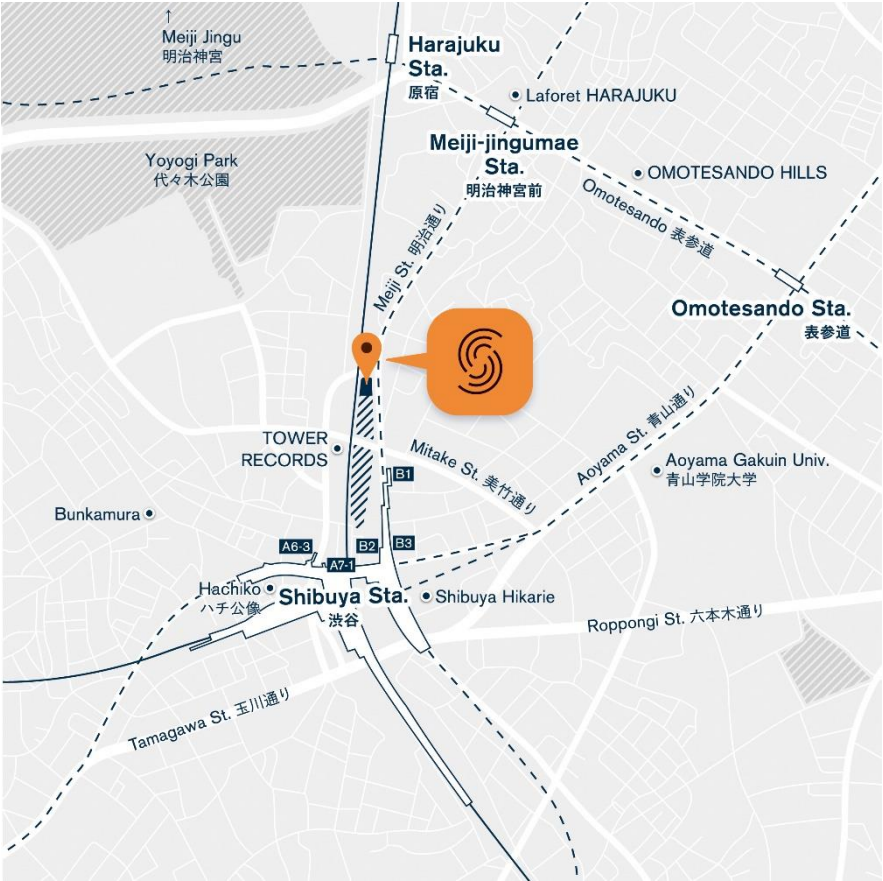 ↑
Meiji Jingu
明治神宮
Harajuku
Sta.
原宿
Laforet HARAJUKU
Meiji-jingumae
Sta.
明治神宮前
Yoyogi Park
代々木公園
OMOTESANDO HILLS
Omotesando 表参道
Meiji St. 明治通り
Omotesando Sta.
表参道
TOWER
RECORDS
Mitake St. 美竹通り
Aoyama St. 青山通り
Aoyama Gakuin Univ.
青山学院大学
B1
Bunkamura
A6-3
B2
B3
A7-1
Hachiko
ハチ公像
Shibuya Sta.
渋谷
Shibuya Hikarie
Roppongi St. 六本木通り
Tamagawa St. 玉川通り